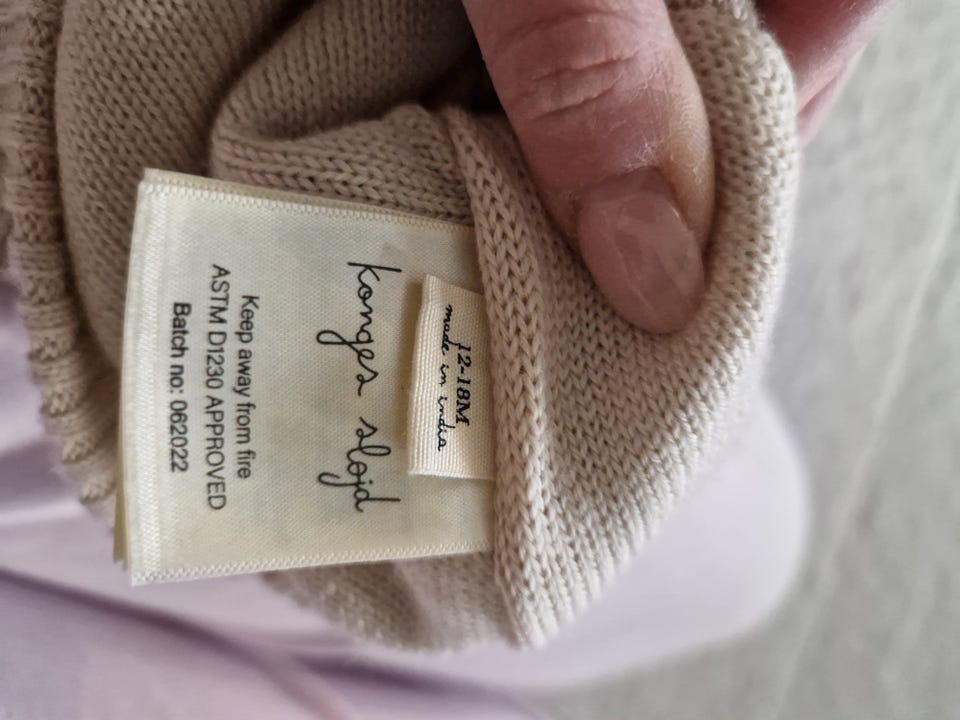 12-18M
made in india
konges sløjd
Keep away from fire
ASTM D1230 APPROVED
Batch no: 062022